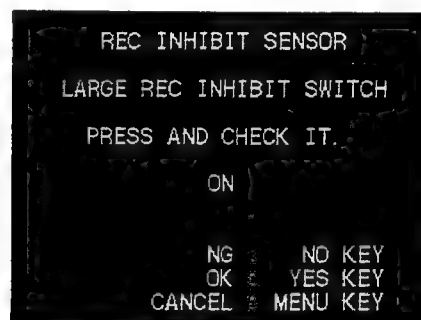 REC INHIBIT SENSOR
LARGE REC INHIBIT SWITCH
PRESS AND CHECK IT.
ON
NG : NO KEY
OK : YES KEY
CANCEL : MENU KEY